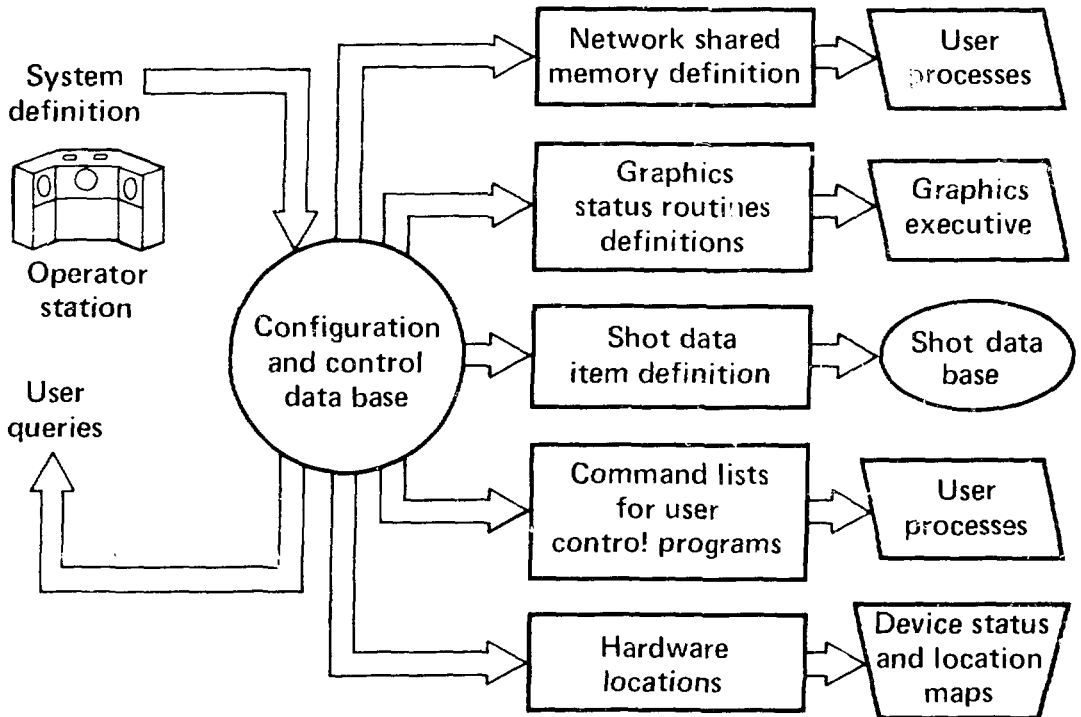 System
definition
Operator
station
User
queries
Configuration
and control
data base
Network shared
memory definition
User
processes
Graphics
status routines
definitions
Graphics
executive
Shot data
item definition
Shot data
base
Command lists
for user
control programs
User
processes
Hardware
locations
Device status
and location
maps